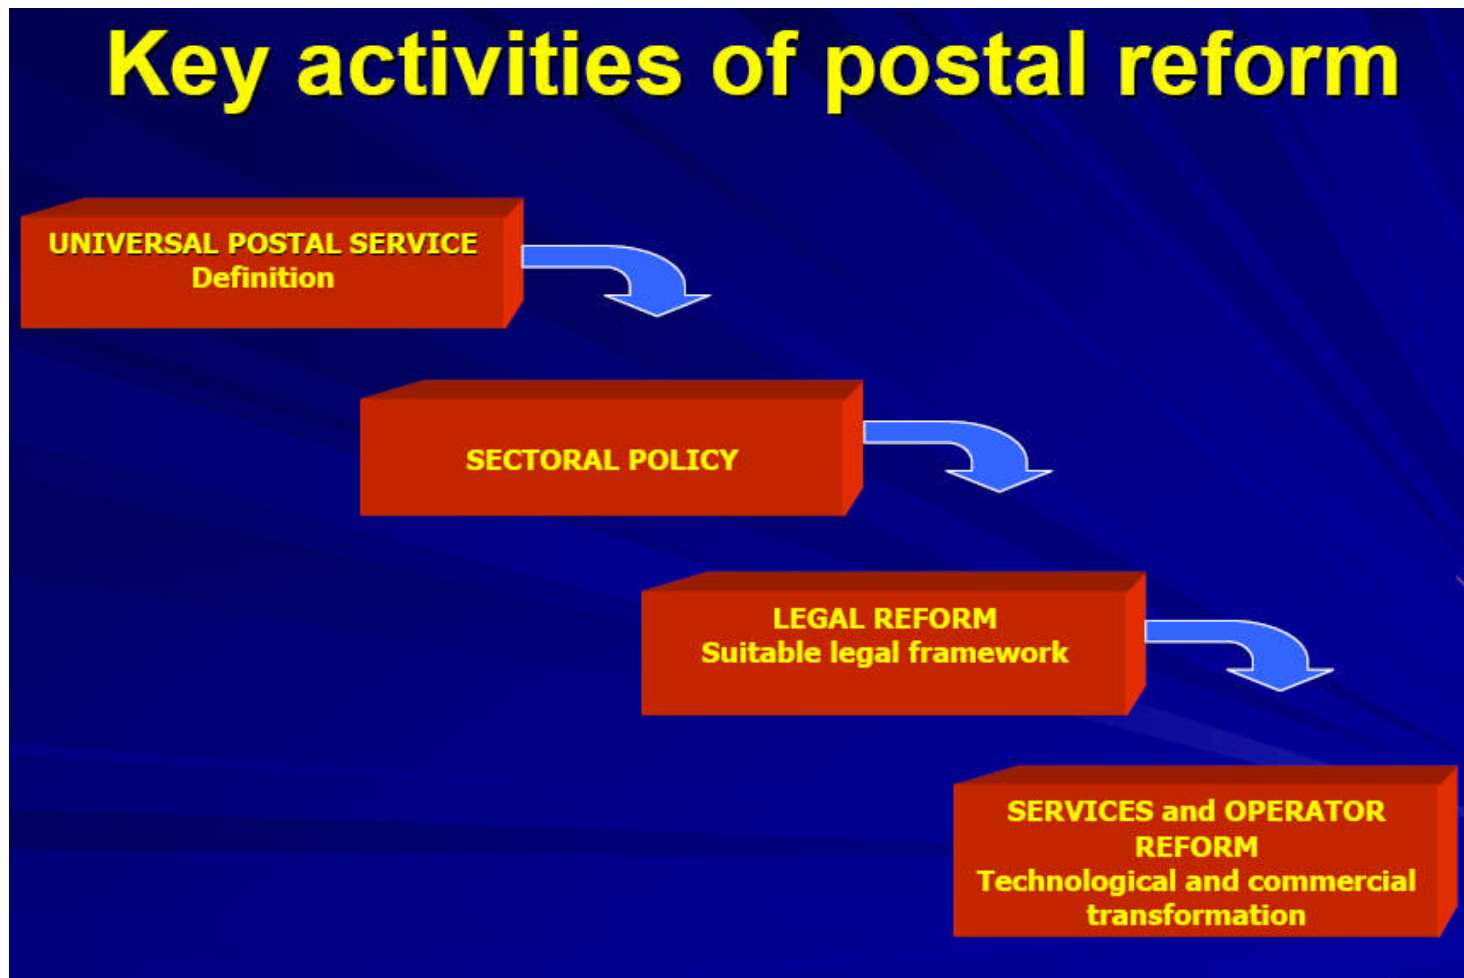 Key activities of postal reform
UNIVERSAL POSTAL SERVICE
Definition
SECTORAL POLICY
LEGAL REFORM
Suitable legal framework
SERVICES and OPERATOR
REFORM
Technological and commercial
transformation